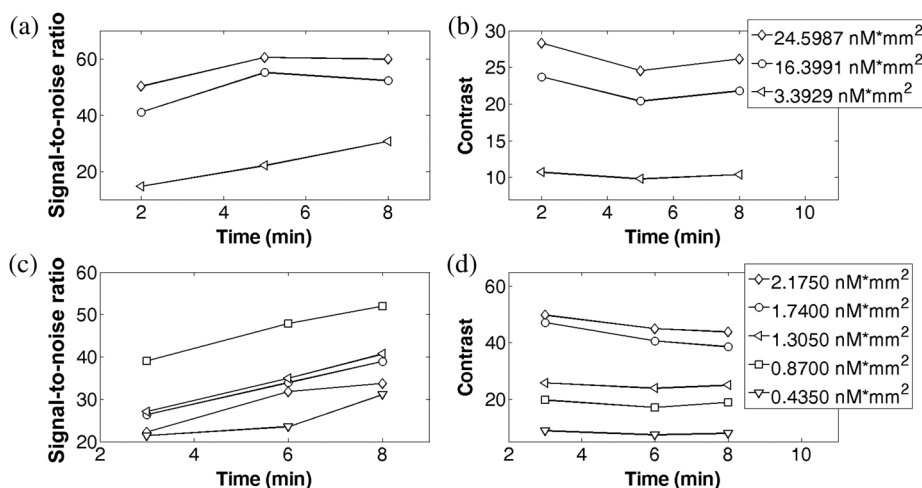 (a)
Signal-to-noise ratio
60
40
20
2 4 6 8
Time (min)
(b)
Contrast
30
25
20
15
10
2 4 6 8 10
Time (min)
24.5987 nM*mm²
16.3991 nM*mm²
3.3929 nM*mm²
(c)
Signal-to-noise ratio
60
50
40
30
20
2 4 6 8
Time (min)
(d)
Contrast
60
40
20
2 4 6 8 10
Time (min)
2.1750 nM*mm²
1.7400 nM*mm²
1.3050 nM*mm²
0.8700 nM*mm²
0.4350 nM*mm²